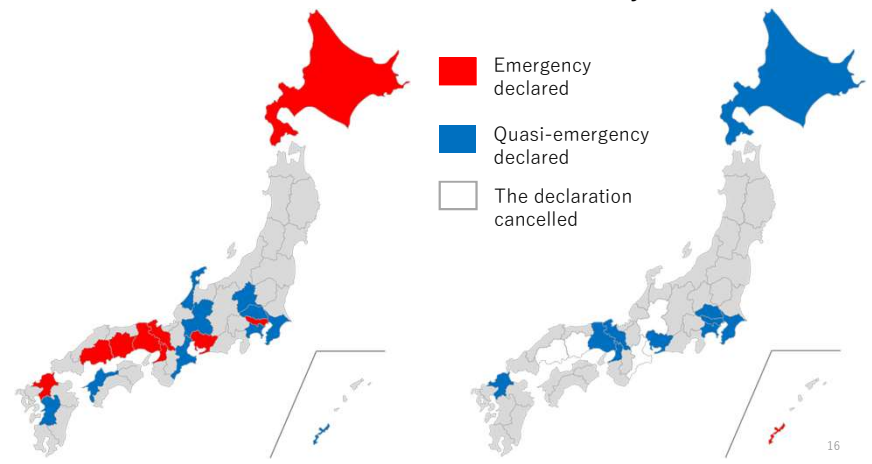 Emergency
declared
Quasi-emergency
declared
The declaration
cancelled
16